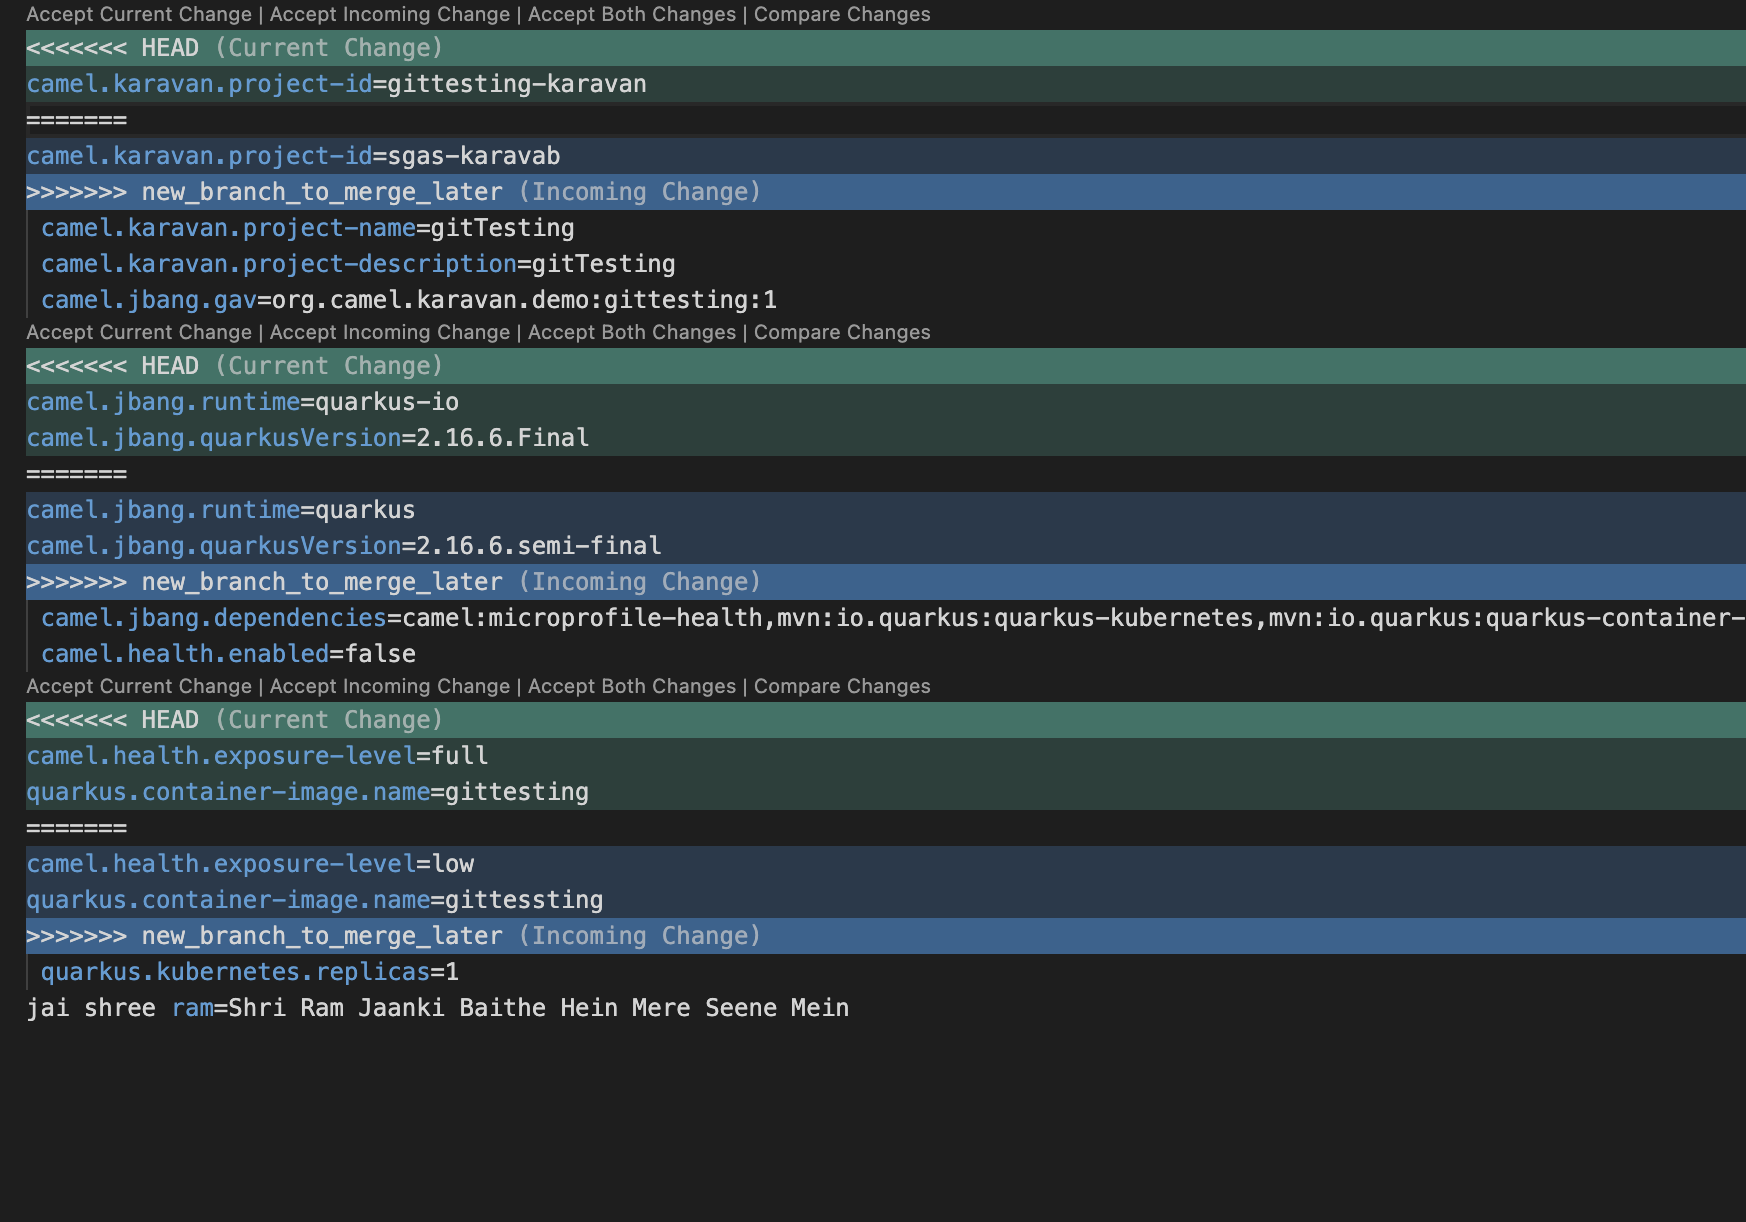 Accept Current Change | Accept Incoming Change | Accept Both Changes | Compare Changes
<<<<<<< HEAD (Current Change)
camel.karavan.project-id=gittesting-karavan
=======
camel.karavan.project-id=sgas-karavab
>>>>>>> new_branch_to_merge_later (Incoming Change)
camel.karavan.project-name=gitTesting
camel.karavan.project-description=gitTesting
camel.jbang.gav=org.camel.karavan.demo:gittesting:1
Accept Current Change | Accept Incoming Change | Accept Both Changes | Compare Changes
<<<<<<< HEAD (Current Change)
camel.jbang.runtime=quarkus-io
camel.jbang.quarkusVersion=2.16.6.Final
=======
camel.jbang.runtime=quarkus
camel.jbang.quarkusVersion=2.16.6.semi-final
>>>>>>> new_branch_to_merge_later (Incoming Change)
camel.jbang.dependencies=camel:microprofile-health,mvn:io.quarkus:quarkus-kubernetes,mvn:io.quarkus:quarkus-container-
camel.health.enabled=false
Accept Current Change | Accept Incoming Change | Accept Both Changes | Compare Changes
<<<<<<< HEAD (Current Change)
camel.health.exposure-level=full
quarkus.container-image.name=gittesting
=======
camel.health.exposure-level=low
quarkus.container-image.name=gittessting
>>>>>>> new_branch_to_merge_later (Incoming Change)
quarkus.kubernetes.replicas=1
jai shree ram=Shri Ram Jaanki Baithe Hein Mere Seene Mein